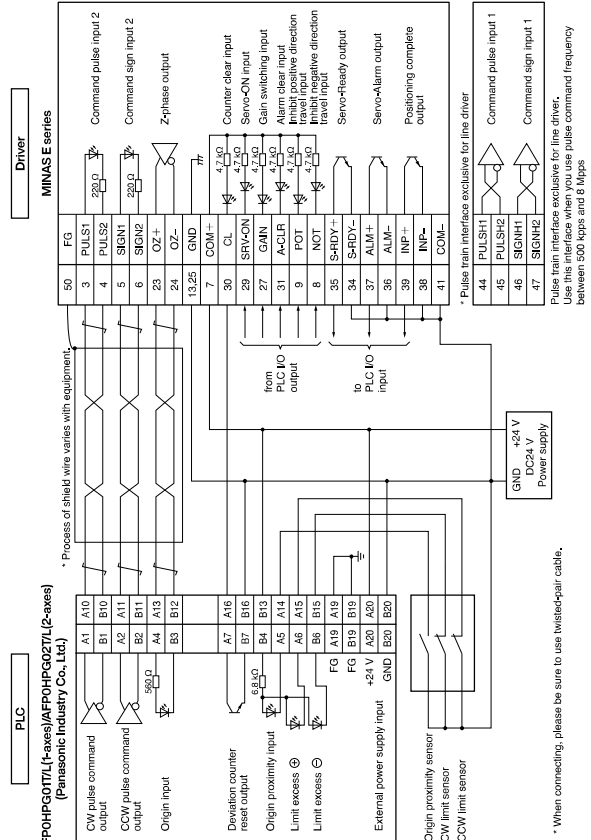 PLC
Driver
FP0HPG01T/L(1-axes)/AFP0HPG02T/L(2-axes)
(Panasonic Industry Co., Ltd.)
MINAS E series
* Process of shield wire varies with equipment.
CW pulse command
output
CCW pulse command
output
Origin input
560 Ω
Deviation counter
reset output
Origin proximity input
6.8 kΩ
Limit excess ⊕
Limit excess ⊖
External power supply input
FG
FG
+24 V
GND
A1 A10
B1 B10
A2 A11
B2 B11
A4 A13
B3 B12
A7 A16
B7 B16
B4 B13
A5 A14
A6 A15
B6 B15
A19 A19
B19 B19
A20 A20
B20 B20
50 FG
3 PULS1
4 PULS2
5 SIGN1
6 SIGN2
23 OZ+
24 OZ-
13,25 GND
7 COM+
30 CL
29 SRV-ON
27 GAIN
31 A-CLR
9 POT
8 NOT
35 S-RDY+
34 S-RDY-
37 ALM+
36 ALM-
39 INP+
38 INP-
41 COM-
220 Ω
220 Ω
4.7 kΩ
4.7 kΩ
4.7 kΩ
4.7 kΩ
4.7 kΩ
4.7 kΩ
Command pulse input 2
Command sign input 2
Z-phase output
Counter clear input
Servo-ON input
Gain switching input
Alarm clear input
Inhibit positive direction
travel input
Inhibit negative direction
travel input
Servo-Ready output
Servo-Alarm output
Positioning complete
output
from
PLC I/O
output
to
PLC I/O
input
GND +24 V
DC24 V
Power supply
Origin proximity sensor
CW limit sensor
CCW limit sensor
* Pulse train interface exclusive for line driver
44 PULSH1
45 PULSH2
46 SIGNH1
47 SIGNH2
Command pulse input 1
Command sign input 1
Pulse train interface exclusive for line driver.
Use this interface when you use pulse command frequency
between 500 kpps and 8 Mpps
* When connecting, please be sure to use twisted-pair cable.